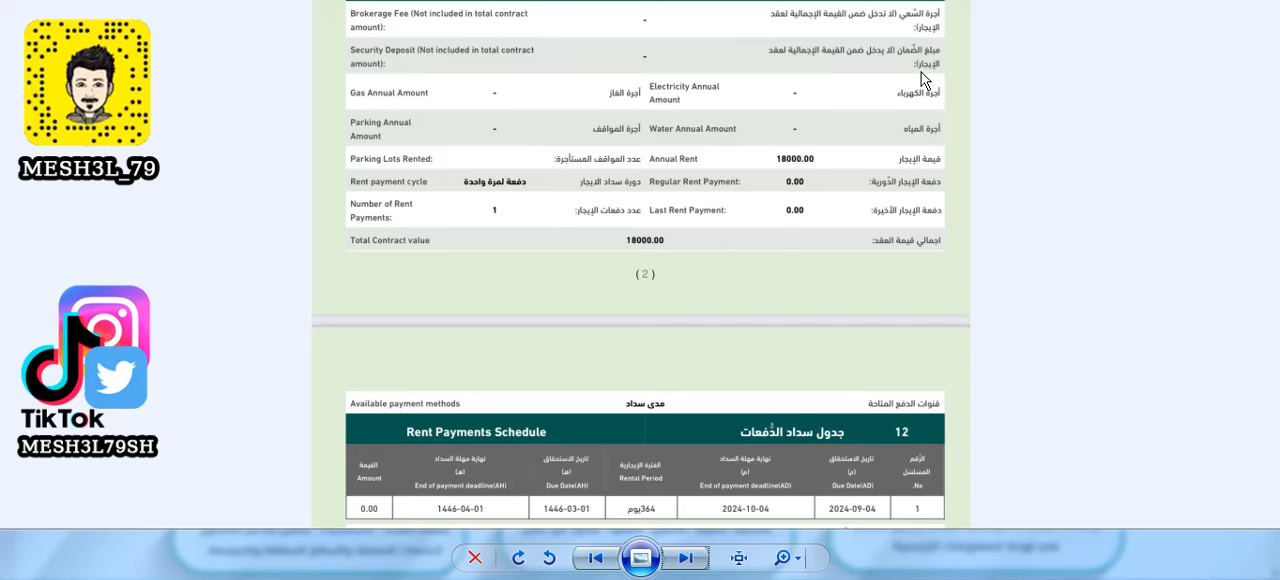 MESH3L_79
TikTok
MESH3L79SH
Brokerage Fee (Not included in total contract amount): - أجرة السَّعي (لا تدخل ضمن القيمة الإجمالية لعقد الإيجار):
Security Deposit (Not included in total contract amount): - مبلغ الضَّمان (لا يدخل ضمن القيمة الإجمالية لعقد الإيجار):
Gas Annual Amount - أجرة الغاز Electricity Annual Amount - أجرة الكهرباء
Parking Annual Amount - أجرة المواقف Water Annual Amount - أجرة المياه
Parking Lots Rented: عدد المواقف المستأجرة: Annual Rent 18000.00 قيمة الإيجار
Rent payment cycle دفعة لمرة واحدة دورة سداد الايجار Regular Rent Payment: 0.00 دفعة الإيجار الدَّورية:
Number of Rent Payments: 1 عدد دفعات الإيجار: Last Rent Payment: 0.00 دفعة الإيجار الأخيرة:
Total Contract value 18000.00 اجمالي قيمة العقد:
( 2 )
Available payment methods مدى سداد قنوات الدفع المتاحة
Rent Payments Schedule جدول سداد الدَّفعات 12
القيمة Amount نهاية مهلة السداد (هـ) End of payment deadline(AH) تاريخ الاستحقاق (هـ) Due Date(AH) الفترة الإيجارية Rental Period نهاية مهلة السداد (م) End of payment deadline(AD) تاريخ الاستحقاق (م) Due Date(AD) الرَّقم المسلسل No.
0.00 1446-04-01 1446-03-01 364يوم 2024-10-04 2024-09-04 1